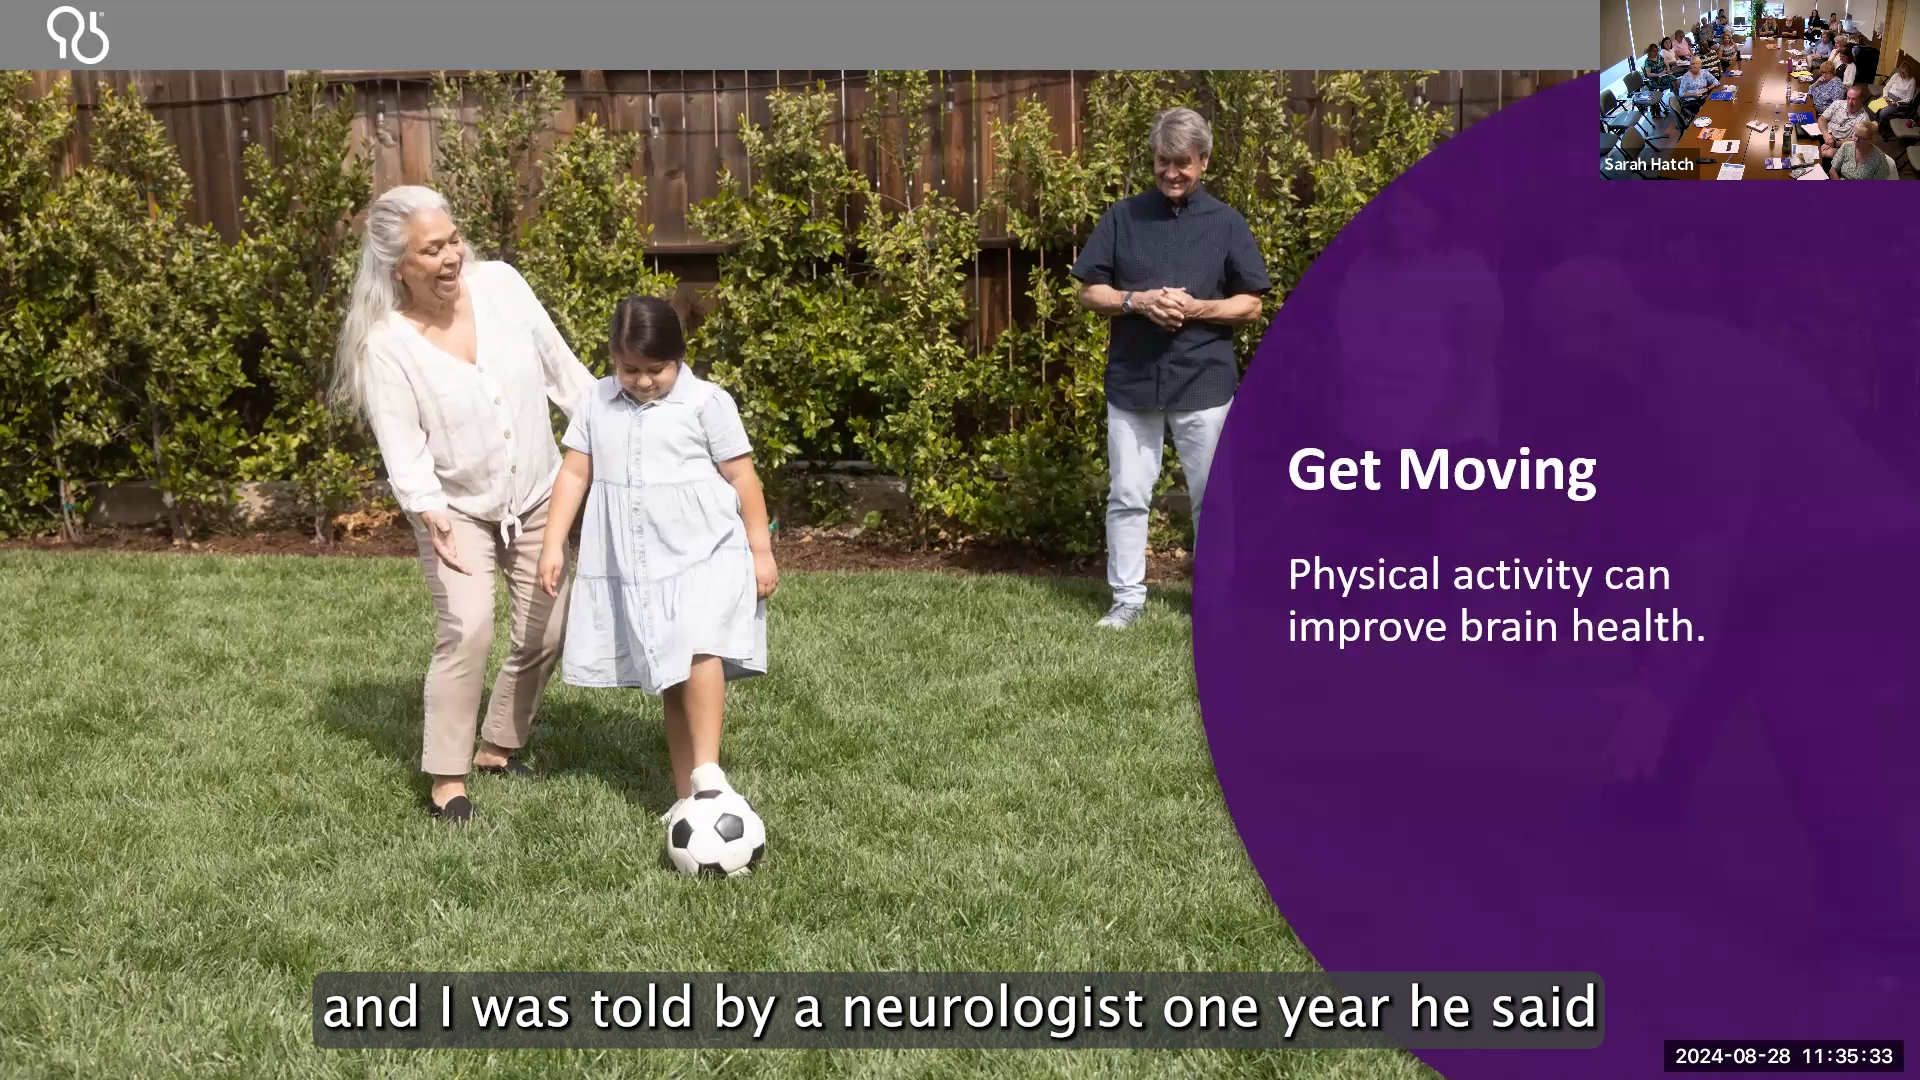 Sarah Hatch
Get Moving
Physical activity can
improve brain health.
and I was told by a neurologist one year he said
2024-08-28 11:35:33